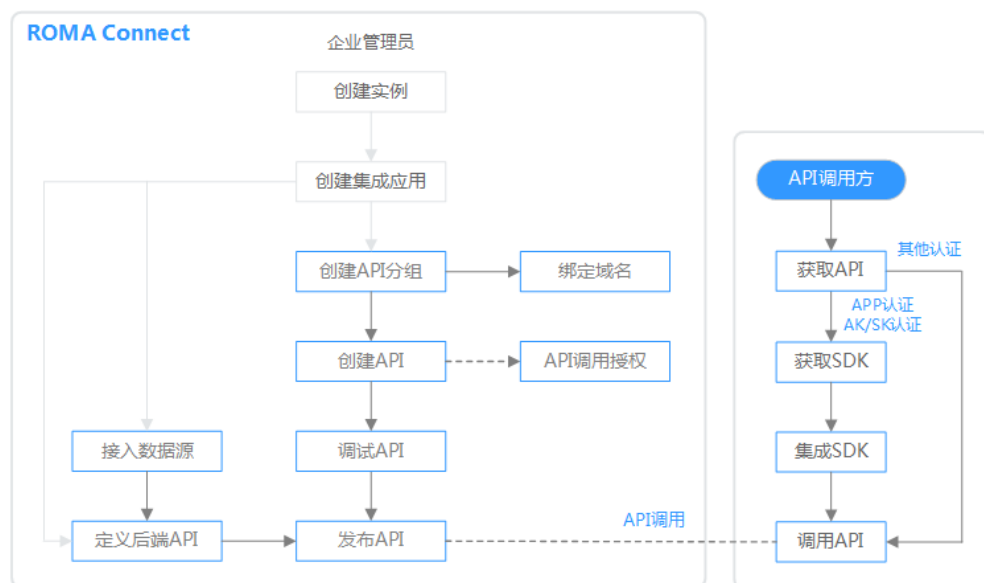 ROMA Connect
企业管理员
创建实例
创建集成应用
创建API分组
绑定域名
创建API
API调用授权
接入数据源
调试API
定义后端API
发布API
API调用
API调用方
其他认证
获取API
APP认证
AK/SK认证
获取SDK
集成SDK
调用API